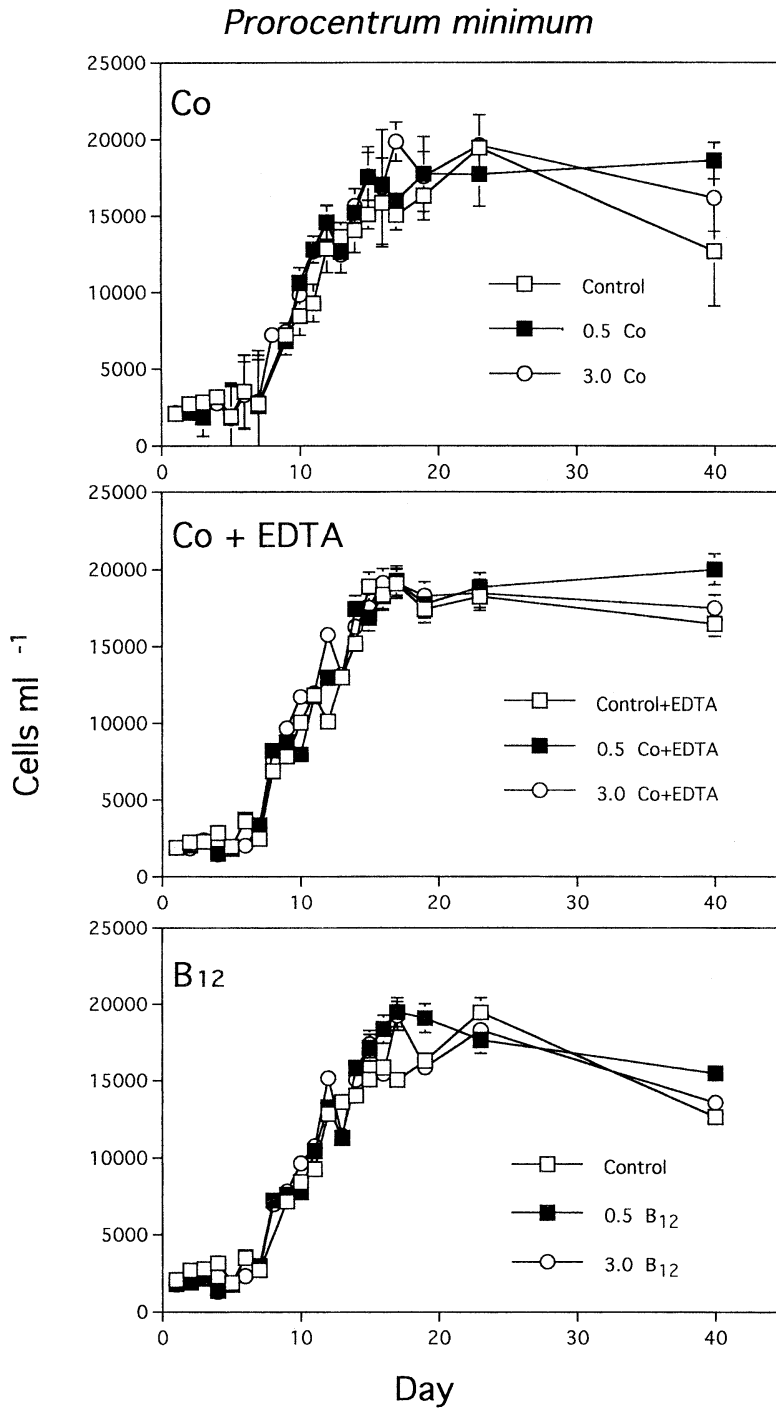 Prorocentrum minimum
25000
Co
20000
15000
10000
Control
0.5 Co
5000
3.0 Co
0
0 10 20 30 40
25000
Co + EDTA
20000
15000
Control+EDTA
10000
0.5 Co+EDTA
3.0 Co+EDTA
5000
0
0 10 20 30 40
Cells ml -1
25000
B12
20000
15000
10000
Control
0.5 B12
5000
3.0 B12
0
0 10 20 30 40
Day